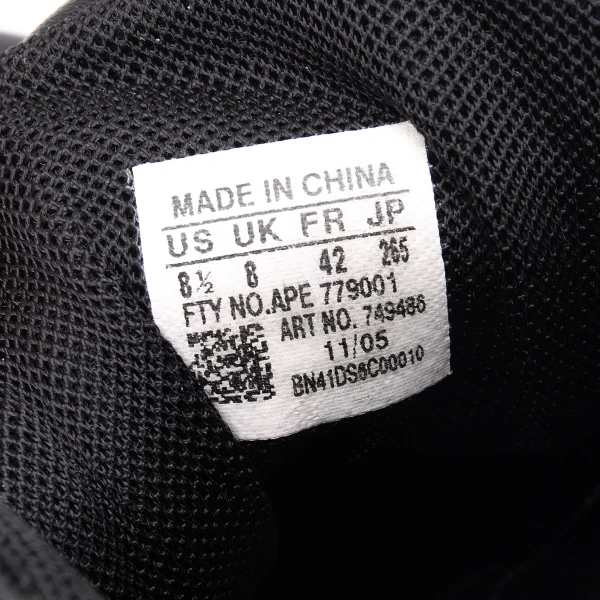 MADE IN CHINA
US UK FR JP
8½ 8 42 265
FTY NO.APE 779001
ART NO. 749486
11/05
BN41DS6C00010